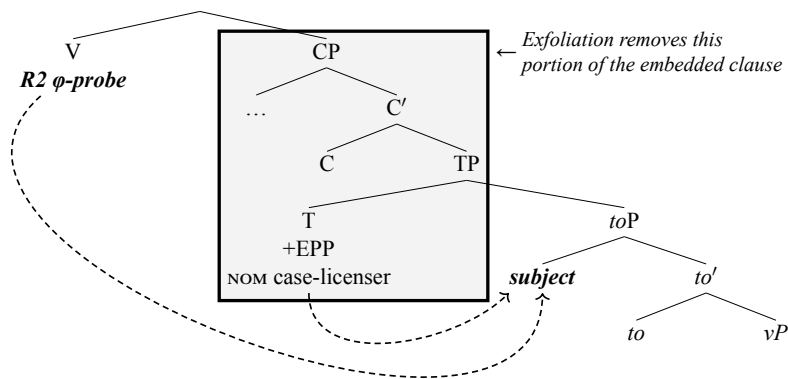 V
CP
← Exfoliation removes this
portion of the embedded clause
R2 φ-probe
…
C′
C
TP
T
toP
+EPP
NOM case-licenser
subject
to′
to
vP